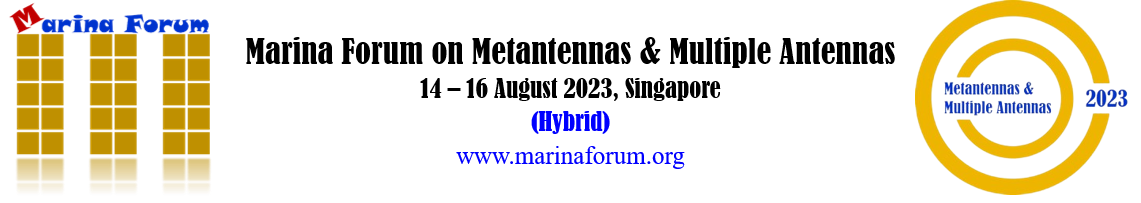 Marina Forum
Marina Forum on Metantennas & Multiple Antennas
14 – 16 August 2023, Singapore
(Hybrid)
www.marinaforum.org
Metantennas &
Multiple Antennas
2023